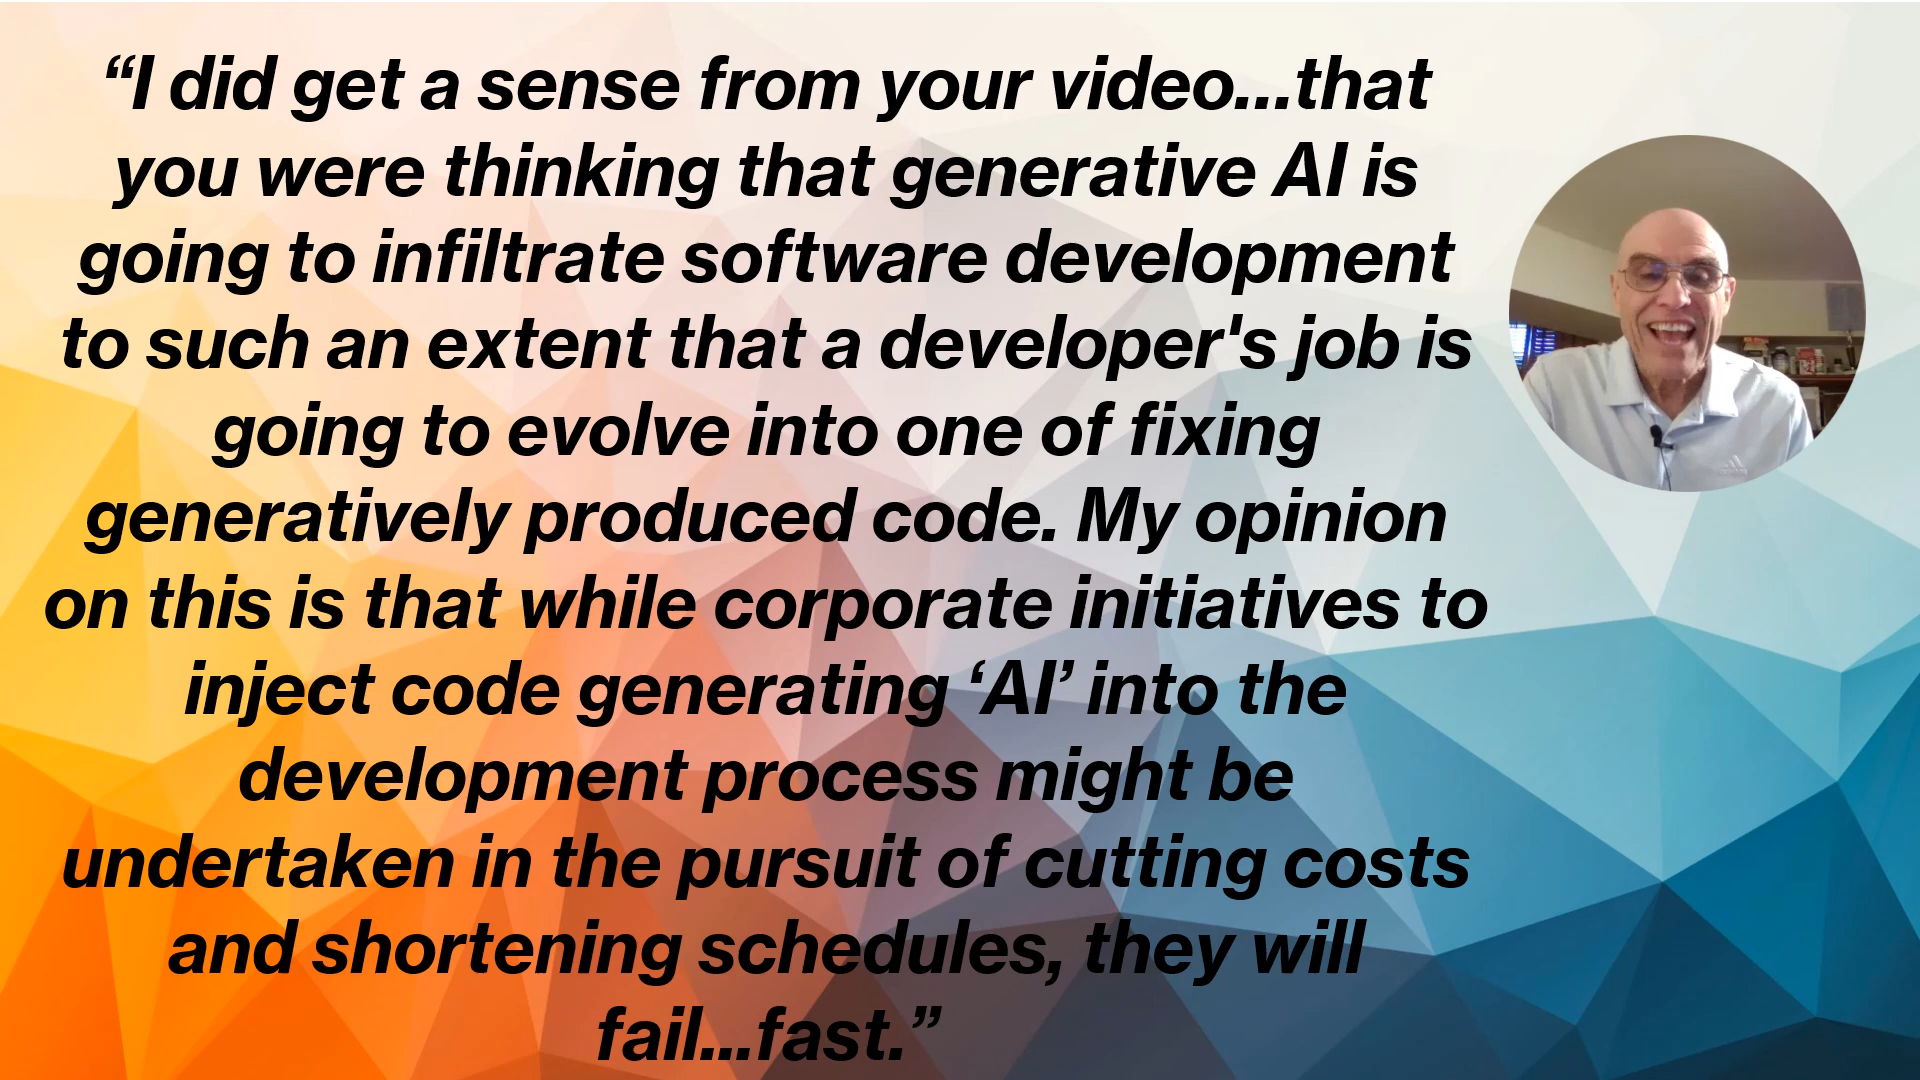 “I did get a sense from your video...that
you were thinking that generative AI is
going to infiltrate software development
to such an extent that a developer's job is
going to evolve into one of fixing
generatively produced code. My opinion
on this is that while corporate initiatives to
inject code generating ‘AI’ into the
development process might be
undertaken in the pursuit of cutting costs
and shortening schedules, they will
fail...fast.”